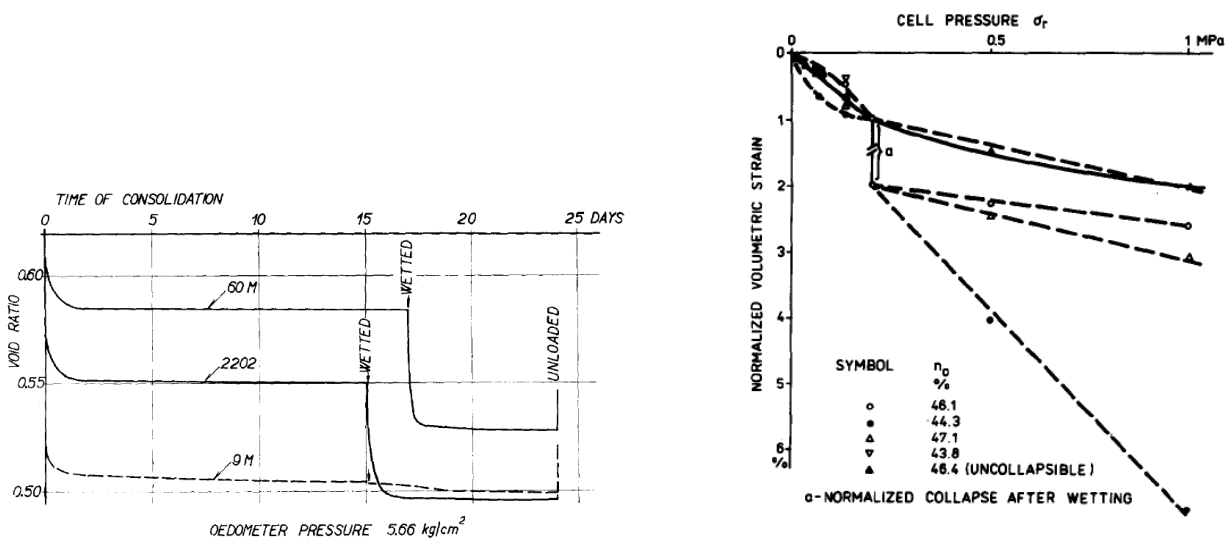 TIME OF CONSOLIDATION
0 5 10 15 20 25 DAYS
VOID RATIO
0.60
0.55
0.50
60 M
2202
9 M
WETTED
WETTED
UNLOADED
OEDOMETER PRESSURE 5.66 kg/cm²
CELL PRESSURE σr
0 0.5 1 MPa
NORMALIZED VOLUMETRIC STRAIN
0
1
2
3
4
5
6
%
a
SYMBOL n₀
%
○ 46.1
● 44.3
△ 47.1
▽ 43.8
▲ 46.4 (UNCOLLAPSIBLE)
a-NORMALIZED COLLAPSE AFTER WETTING